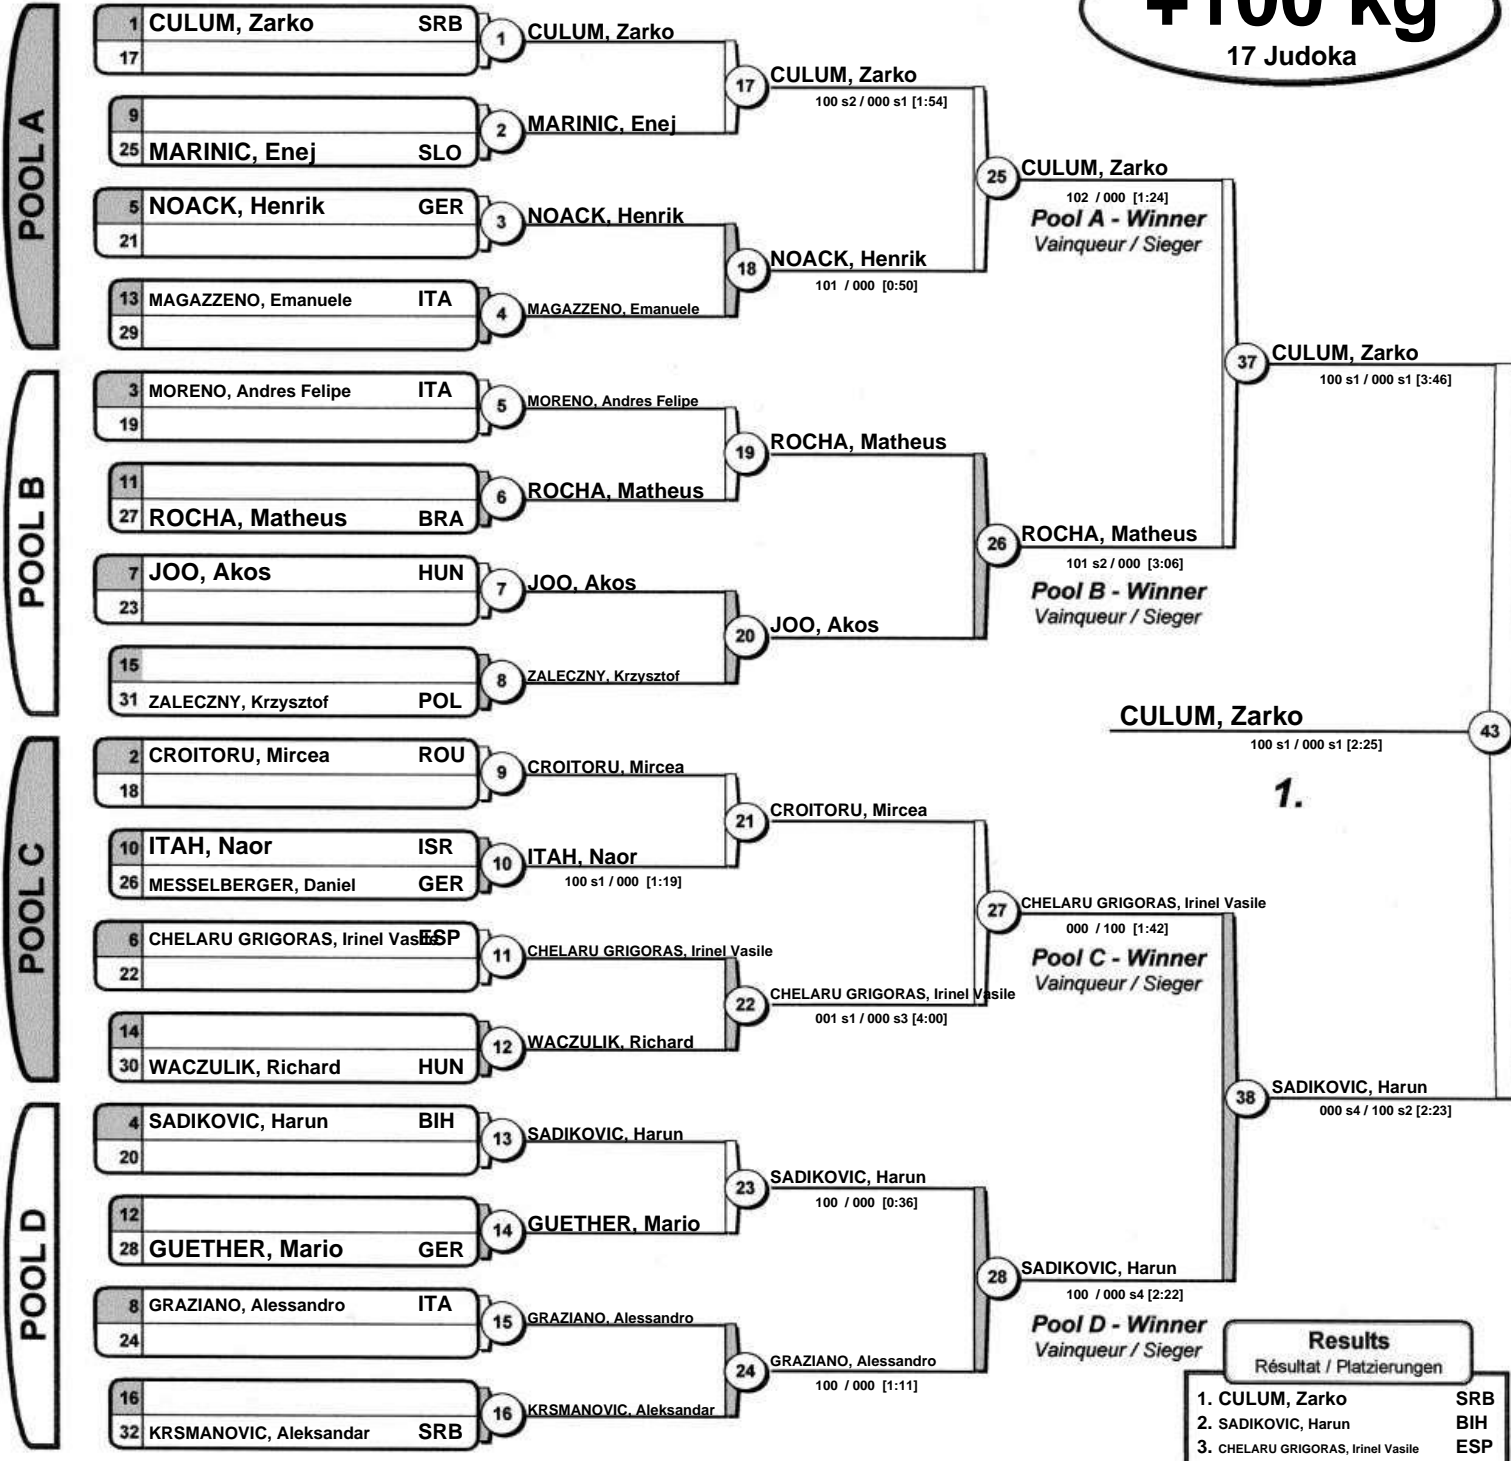 +100 kg
17 Judoka
POOL A
1 CULUM, Zarko SRB
17
1 CULUM, Zarko
9
25 MARINIC, Enej SLO
2 MARINIC, Enej
17 CULUM, Zarko
100 s2 / 000 s1 [1:54]
5 NOACK, Henrik GER
21
3 NOACK, Henrik
13 MAGAZZENO, Emanuele ITA
29
4 MAGAZZENO, Emanuele
18 NOACK, Henrik
101 / 000 [0:50]
25 CULUM, Zarko
102 / 000 [1:24]
Pool A - Winner
Vainqueur / Sieger
POOL B
3 MORENO, Andres Felipe ITA
19
5 MORENO, Andres Felipe
11
27 ROCHA, Matheus BRA
6 ROCHA, Matheus
19 ROCHA, Matheus
7 JOO, Akos HUN
23
7 JOO, Akos
15
31 ZALECZNY, Krzysztof POL
8 ZALECZNY, Krzysztof
20 JOO, Akos
26 ROCHA, Matheus
101 s2 / 000 [3:06]
Pool B - Winner
Vainqueur / Sieger
37 CULUM, Zarko
100 s1 / 000 s1 [3:46]
CULUM, Zarko 43
100 s1 / 000 s1 [2:25]
1.
POOL C
2 CROITORU, Mircea ROU
18
9 CROITORU, Mircea
10 ITAH, Naor ISR
26 MESSELBERGER, Daniel GER
10 ITAH, Naor
100 s1 / 000 [1:19]
21 CROITORU, Mircea
6 CHELARU GRIGORAS, Irinel Vasile ESP
22
11 CHELARU GRIGORAS, Irinel Vasile
14
30 WACZULIK, Richard HUN
12 WACZULIK, Richard
22 CHELARU GRIGORAS, Irinel Vasile
001 s1 / 000 s3 [4:00]
27 CHELARU GRIGORAS, Irinel Vasile
000 / 100 [1:42]
Pool C - Winner
Vainqueur / Sieger
POOL D
4 SADIKOVIC, Harun BIH
20
13 SADIKOVIC, Harun
12
28 GUETHER, Mario GER
14 GUETHER, Mario
23 SADIKOVIC, Harun
100 / 000 [0:36]
8 GRAZIANO, Alessandro ITA
24
15 GRAZIANO, Alessandro
16
32 KRSMANOVIC, Aleksandar SRB
16 KRSMANOVIC, Aleksandar
24 GRAZIANO, Alessandro
100 / 000 [1:11]
28 SADIKOVIC, Harun
100 / 000 s4 [2:22]
Pool D - Winner
Vainqueur / Sieger
38 SADIKOVIC, Harun
000 s4 / 100 s2 [2:23]
Results
Résultat / Platzierungen
1. CULUM, Zarko SRB
2. SADIKOVIC, Harun BIH
3. CHELARU GRIGORAS, Irinel Vasile ESP